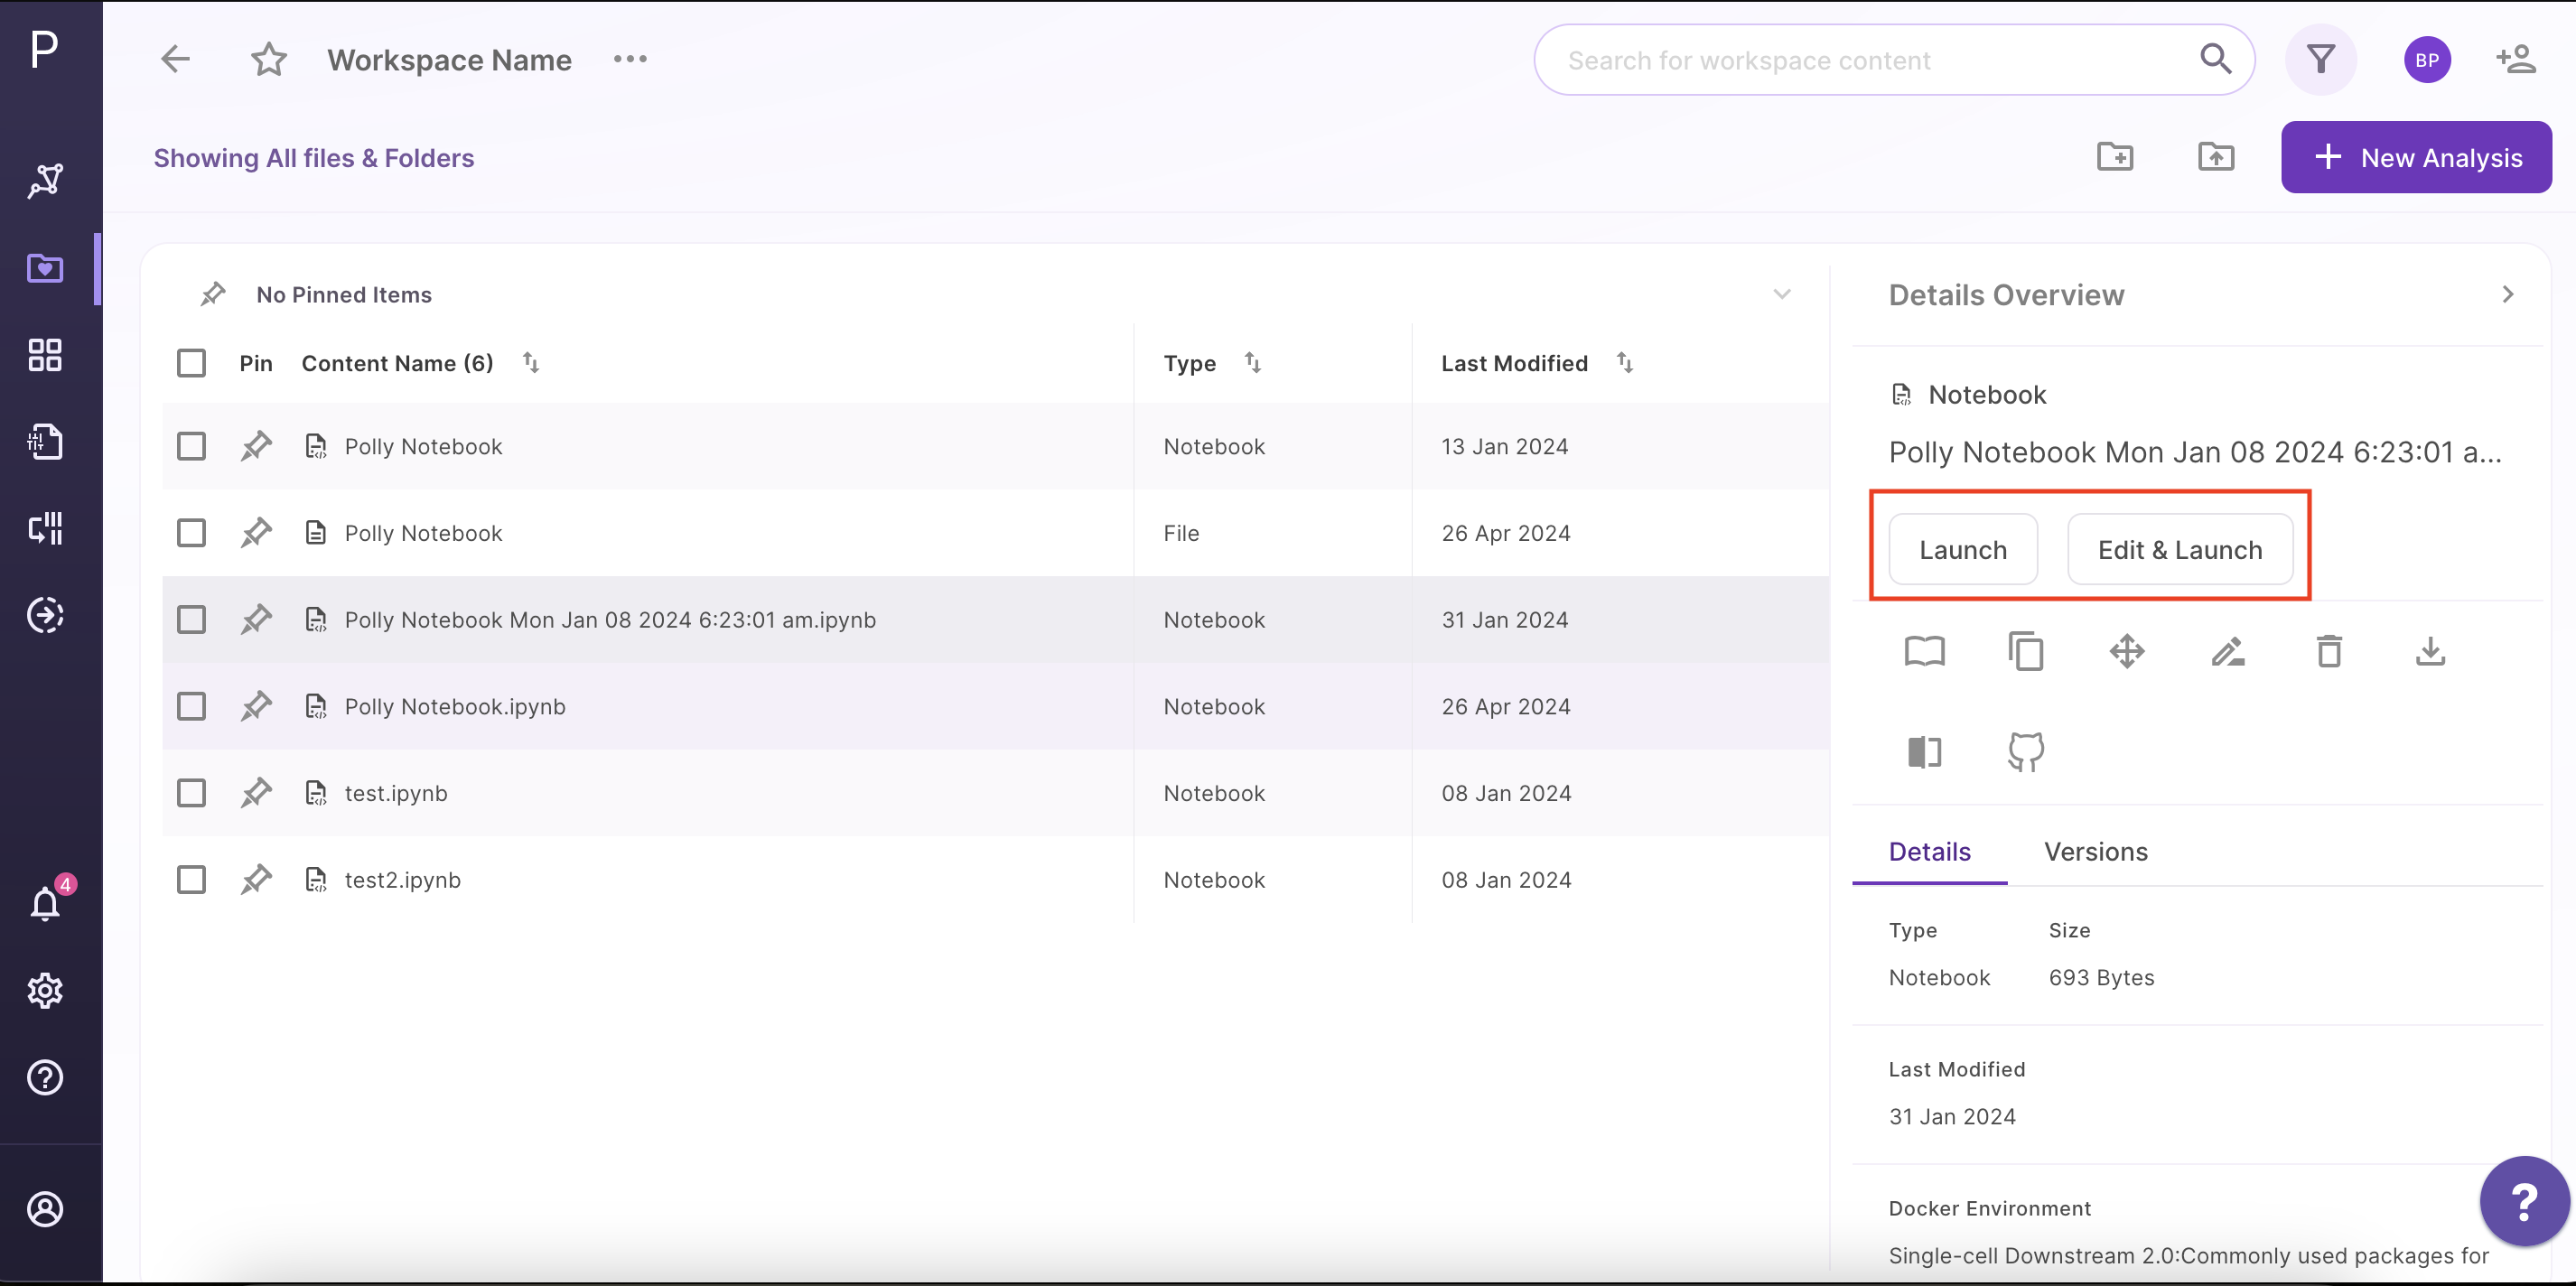 P
Workspace Name
Search for workspace content
BP
Showing All files & Folders
New Analysis
No Pinned Items
Pin Content Name (6) Type Last Modified
Polly Notebook Notebook 13 Jan 2024
Polly Notebook File 26 Apr 2024
Polly Notebook Mon Jan 08 2024 6:23:01 am.ipynb Notebook 31 Jan 2024
Polly Notebook.ipynb Notebook 26 Apr 2024
test.ipynb Notebook 08 Jan 2024
test2.ipynb Notebook 08 Jan 2024
4
Details Overview
Notebook
Polly Notebook Mon Jan 08 2024 6:23:01 a...
Launch Edit & Launch
Details Versions
Type Size
Notebook 693 Bytes
Last Modified
31 Jan 2024
Docker Environment
Single-cell Downstream 2.0:Commonly used packages for
?